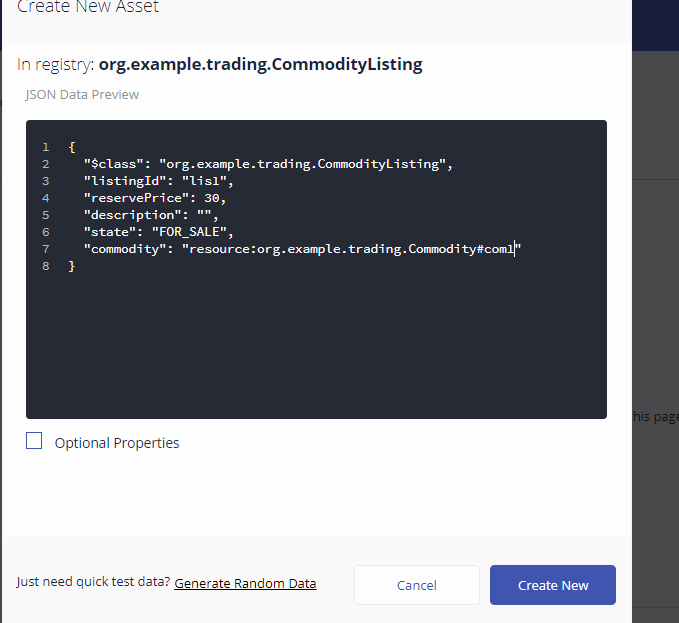 Create New Asset
In registry: org.example.trading.CommodityListing
JSON Data Preview
1 {
2 "$class": "org.example.trading.CommodityListing",
3 "listingId": "lis1",
4 "reservePrice": 30,
5 "description": "",
6 "state": "FOR_SALE",
7 "commodity": "resource:org.example.trading.Commodity#com1"
8 }
his page
Optional Properties
Just need quick test data? Generate Random Data
Cancel
Create New